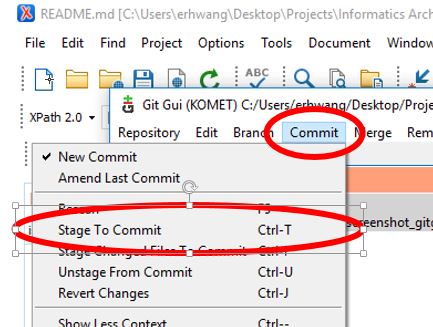 README.md [C:\Users\erhwang\Desktop\Projects\Informatics Arch
File Edit Find Project Options Tools Document Window
ABC
XPath 2.0
Git Gui (KOMET) C:/Users/erhwang/Desktop/Proje
Repository Edit Branch Commit Merge Rem
New Commit
Amend Last Commit
Rescan F5
Stage To Commit Ctrl-T
screenshot_gitg
Stage Changed Files To Commit Ctrl-I
Unstage From Commit Ctrl-U
Revert Changes Ctrl-J
Show Less Context Ctrl--